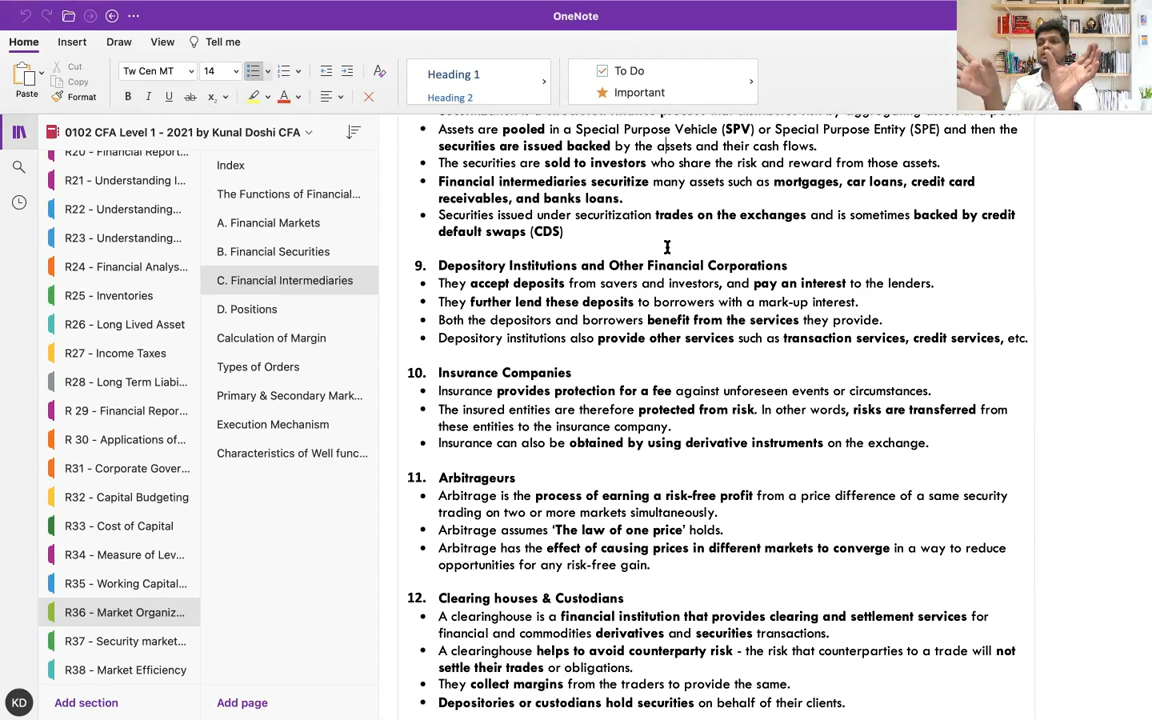 OneNote
Home Insert Draw View Tell me
Cut
Copy
Paste Format
Tw Cen MT 14
B I U ab x₂ A
Heading 1
Heading 2
To Do
Important
0102 CFA Level 1 - 2021 by Kunal Doshi CFA
R20 - Financial Report...
R21 - Understanding I...
R22 - Understanding...
R23 - Understanding...
R24 - Financial Analys...
R25 - Inventories
R26 - Long Lived Asset
R27 - Income Taxes
R28 - Long Term Liabi...
R 29 - Financial Repor...
R 30 - Applications of...
R31 - Corporate Gover...
R32 - Capital Budgeting
R33 - Cost of Capital
R34 - Measure of Lev...
R35 - Working Capital...
R36 - Market Organiz...
R37 - Security market...
R38 - Market Efficiency
KD
Add section
Index
The Functions of Financial...
A. Financial Markets
B. Financial Securities
C. Financial Intermediaries
D. Positions
Calculation of Margin
Types of Orders
Primary & Secondary Mark...
Execution Mechanism
Characteristics of Well func...
Add page
• Assets are pooled in a Special Purpose Vehicle (SPV) or Special Purpose Entity (SPE) and then the
securities are issued backed by the assets and their cash flows.
• The securities are sold to investors who share the risk and reward from those assets.
• Financial intermediaries securitize many assets such as mortgages, car loans, credit card
receivables, and banks loans.
• Securities issued under securitization trades on the exchanges and is sometimes backed by credit
default swaps (CDS)
9. Depository Institutions and Other Financial Corporations
• They accept deposits from savers and investors, and pay an interest to the lenders.
• They further lend these deposits to borrowers with a mark-up interest.
• Both the depositors and borrowers benefit from the services they provide.
• Depository institutions also provide other services such as transaction services, credit services, etc.
10. Insurance Companies
• Insurance provides protection for a fee against unforeseen events or circumstances.
• The insured entities are therefore protected from risk. In other words, risks are transferred from
these entities to the insurance company.
• Insurance can also be obtained by using derivative instruments on the exchange.
11. Arbitrageurs
• Arbitrage is the process of earning a risk-free profit from a price difference of a same security
trading on two or more markets simultaneously.
• Arbitrage assumes ‘The law of one price’ holds.
• Arbitrage has the effect of causing prices in different markets to converge in a way to reduce
opportunities for any risk-free gain.
12. Clearing houses & Custodians
• A clearinghouse is a financial institution that provides clearing and settlement services for
financial and commodities derivatives and securities transactions.
• A clearinghouse helps to avoid counterparty risk - the risk that counterparties to a trade will not
settle their trades or obligations.
• They collect margins from the traders to provide the same.
• Depositories or custodians hold securities on behalf of their clients.